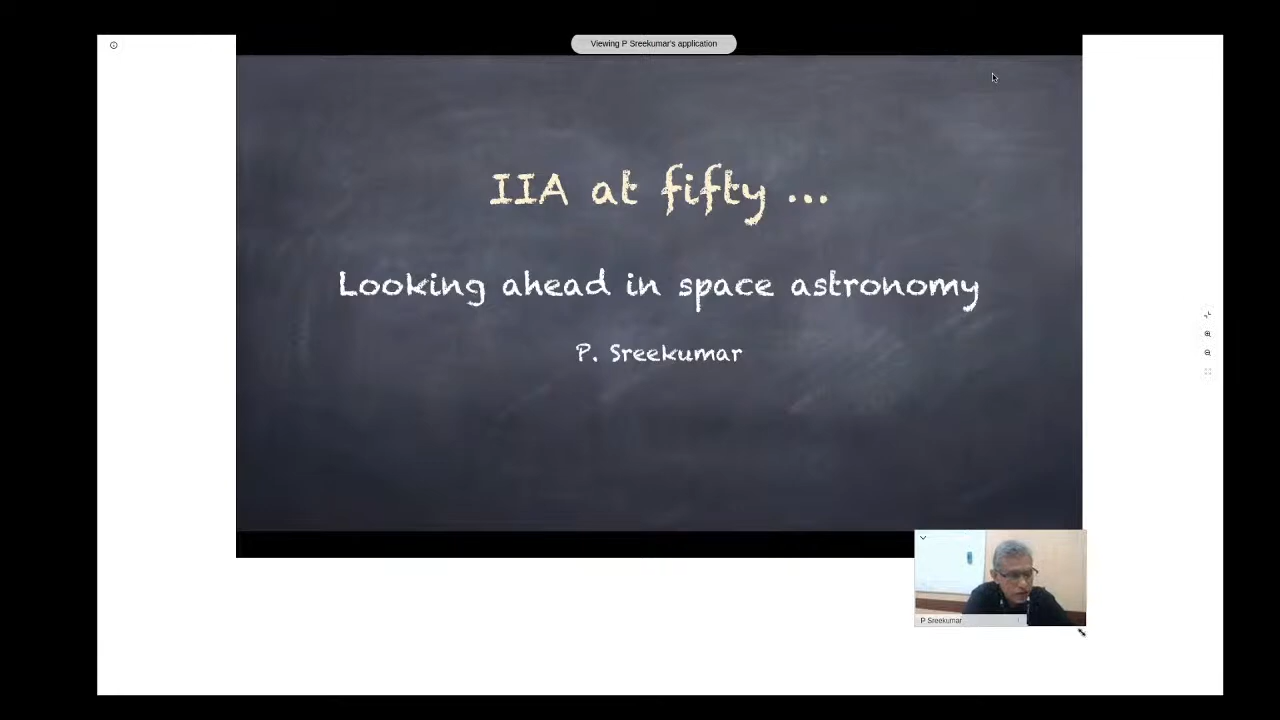 Viewing P Sreekumar's application
IIA at fifty ...
Looking ahead in space astronomy
P. Sreekumar
P Sreekumar